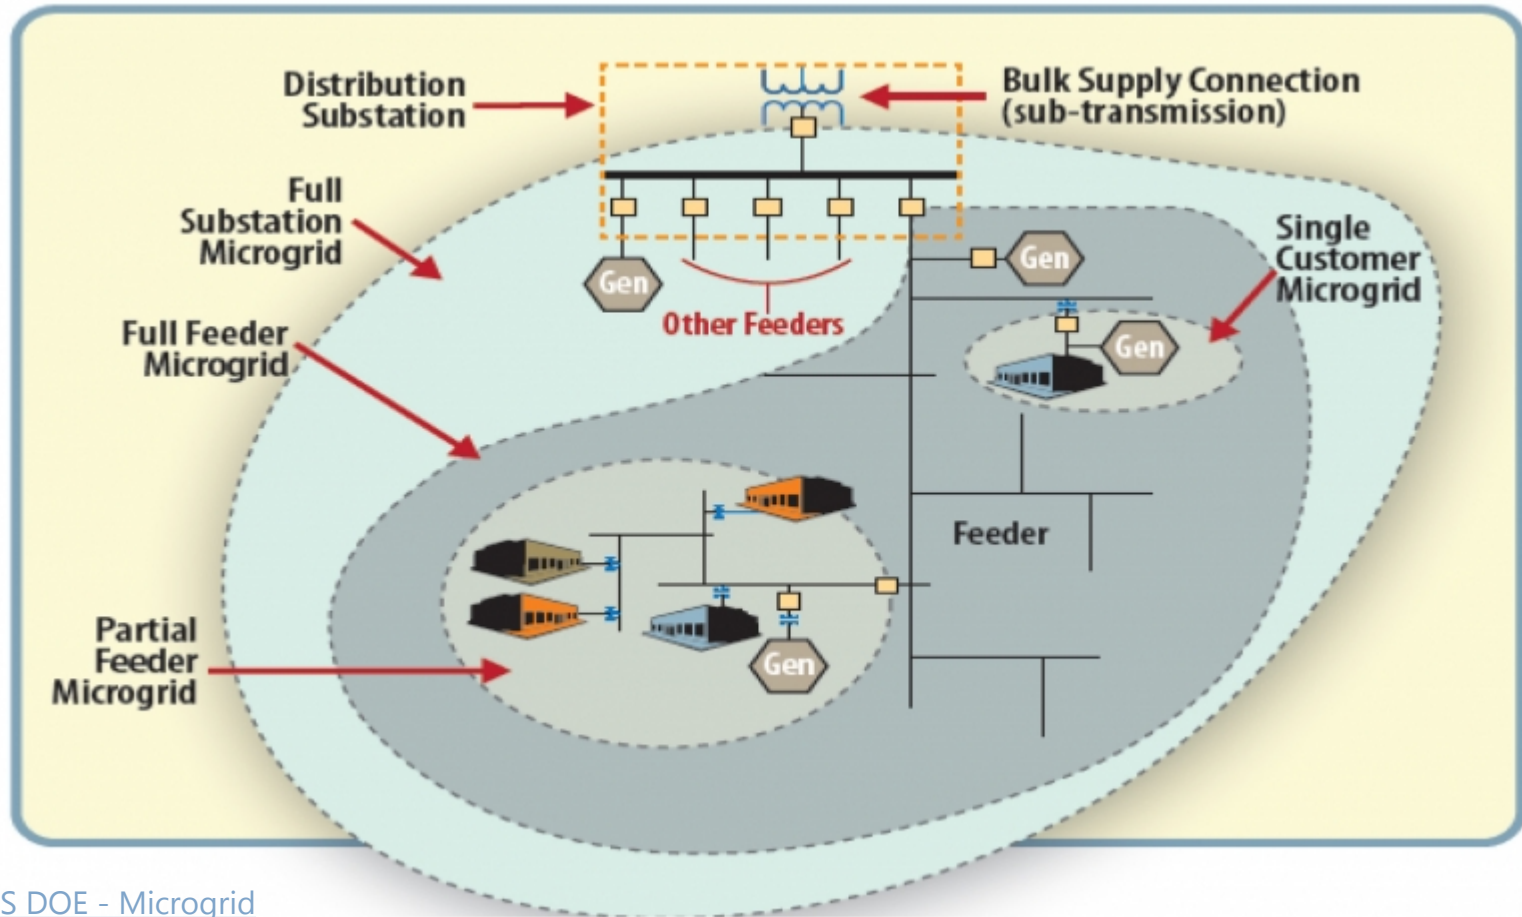 Distribution
Substation
Bulk Supply Connection
(sub-transmission)
Full
Substation
Microgrid
Single
Customer
Microgrid
Gen
Gen
Other Feeders
Full Feeder
Microgrid
Gen
Feeder
Partial
Feeder
Microgrid
Gen
S DOE - Microgrid